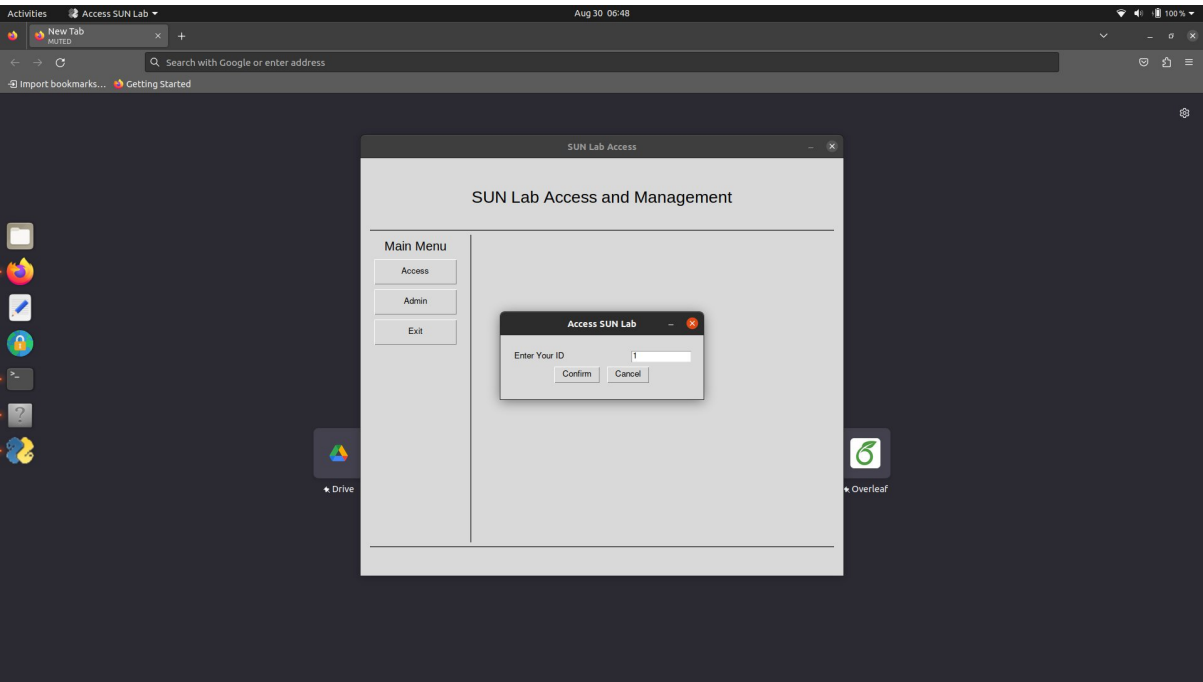 Activities Access SUN Lab Aug 30 06:48 100 %
New Tab
MUTED
Search with Google or enter address
Import bookmarks... Getting Started
SUN Lab Access
SUN Lab Access and Management
Main Menu
Access
Admin
Exit
Access SUN Lab
Enter Your ID 1
Confirm Cancel
Drive Overleaf